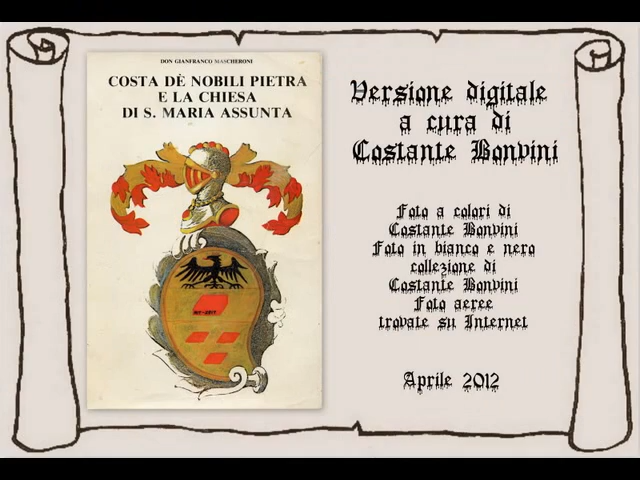 DON GIANFRANCO MASCHERONI
COSTA DÈ NOBILI PIETRA
E LA CHIESA
DI S. MARIA ASSUNTA
Versione digitale
a cura di
Costante Bonvini
Foto a colori di
Costante Bonvini
Foto in bianco e nero
collezione di
Costante Bonvini
Foto aeree
trovate su Internet
Aprile 2012